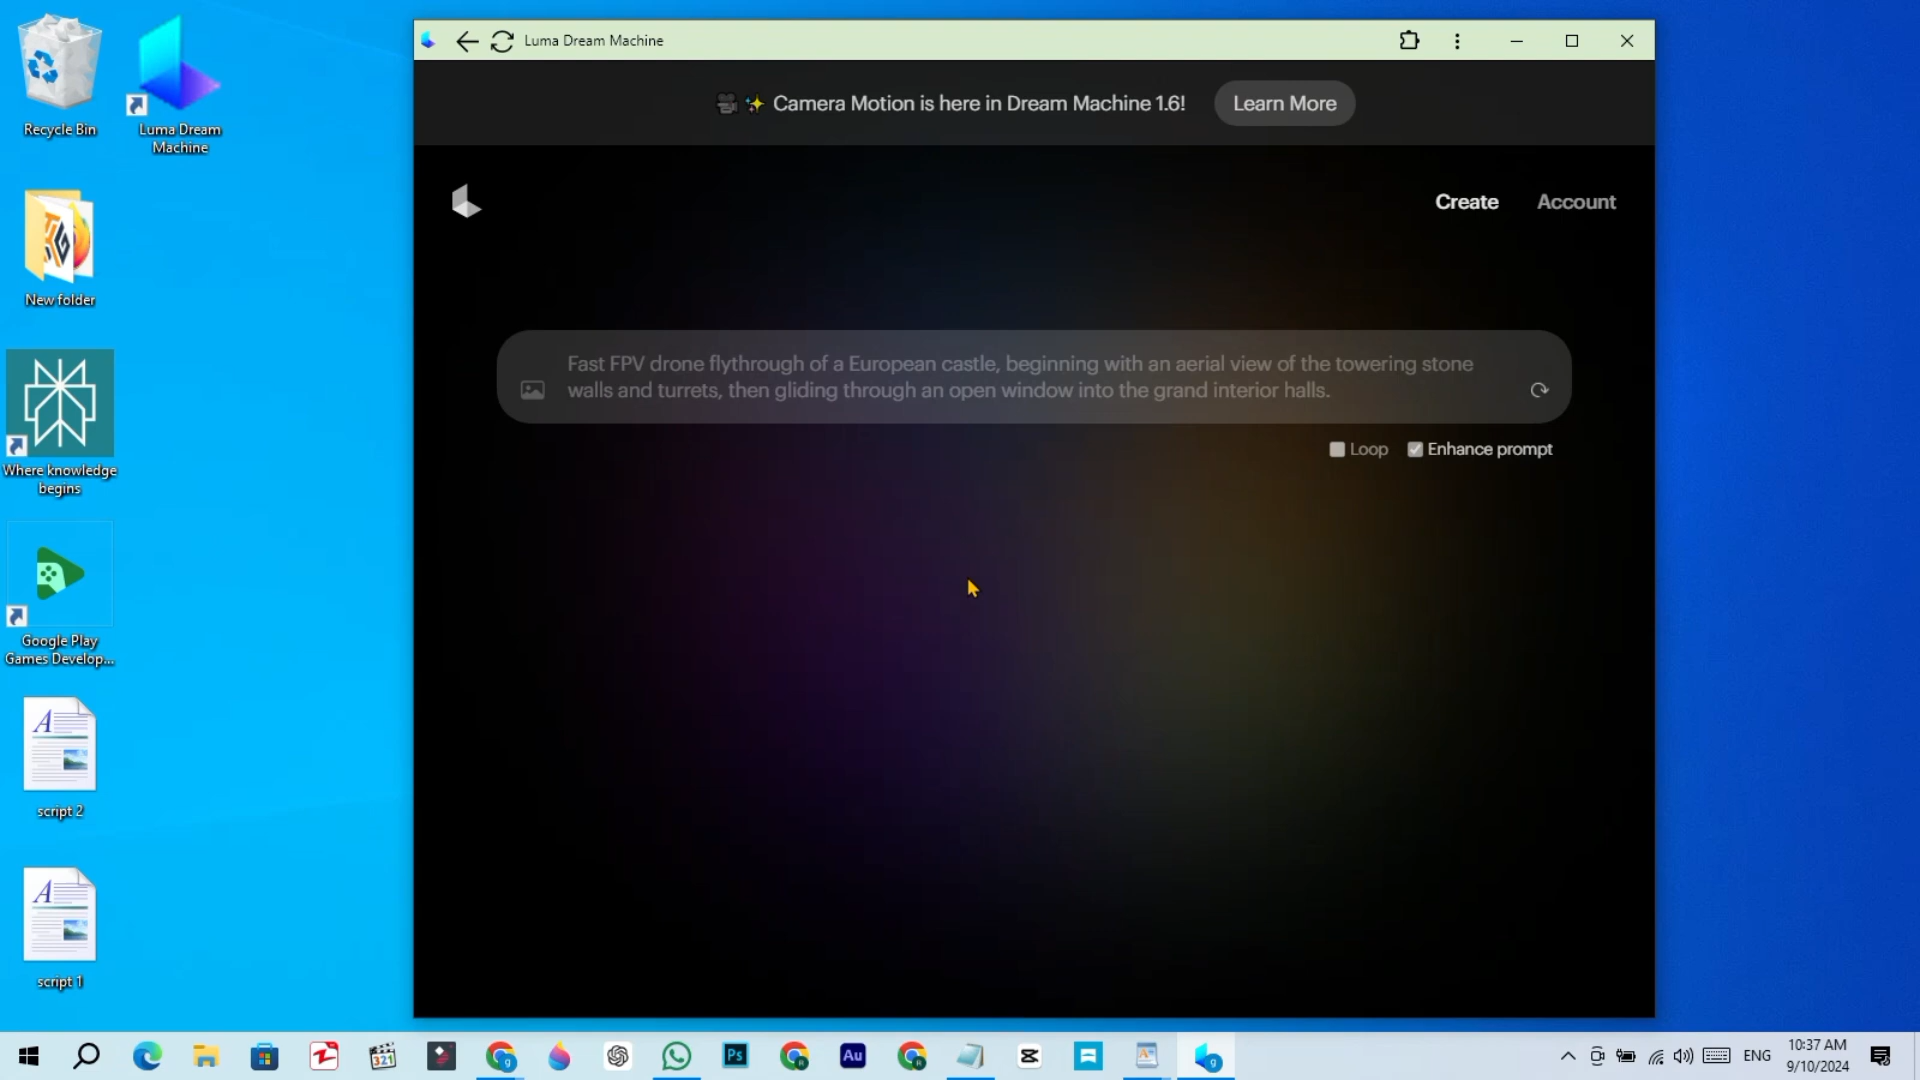 Recycle Bin
Luma Dream
Machine
New folder
Where knowledge
begins
Google Play
Games Develop...
script 2
script 1
Luma Dream Machine
Camera Motion is here in Dream Machine 1.6!
Learn More
Create
Account
Fast FPV drone flythrough of a European castle, beginning with an aerial view of the towering stone
walls and turrets, then gliding through an open window into the grand interior halls.
Loop
Enhance prompt
321
Ps
Au
ENG
10:37 AM
9/10/2024